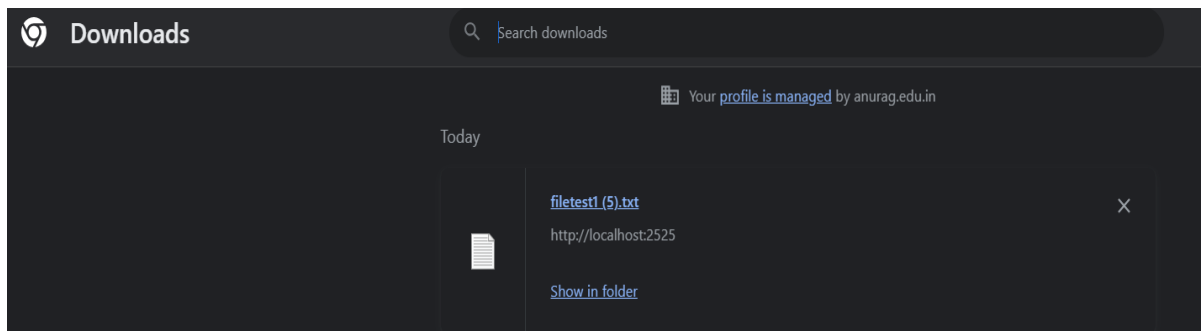 Downloads
Search downloads
Your profile is managed by anurag.edu.in
Today
filetest1 (5).txt
http://localhost:2525
Show in folder